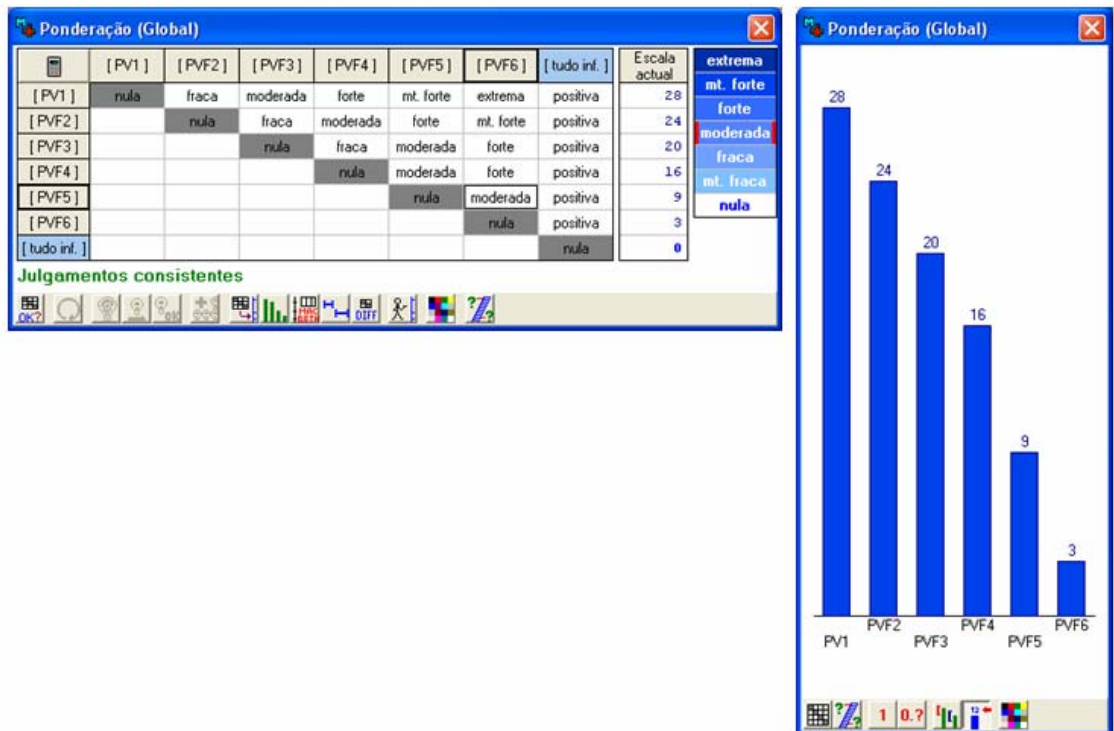 Ponderação (Global)
[ PV1 ] [ PVF2 ] [ PVF3 ] [ PVF4 ] [ PVF5 ] [ PVF6 ] [ tudo inf. ] Escala actual
[ PV1 ] nula fraca moderada forte mt. forte extrema positiva 28
[ PVF2 ] nula fraca moderada forte mt. forte positiva 24
[ PVF3 ] nula fraca moderada forte positiva 20
[ PVF4 ] nula moderada forte positiva 16
[ PVF5 ] nula moderada positiva 9
[ PVF6 ] nula positiva 3
[ tudo inf. ] nula 0
extrema
mt. forte
forte
moderada
fraca
mt. fraca
nula
Julgamentos consistentes
OK? OK DIFF ? ?
Ponderação (Global)
28
24
20
16
9
3
PV1 PVF2 PVF3 PVF4 PVF5 PVF6
? ? 1 0.? 12